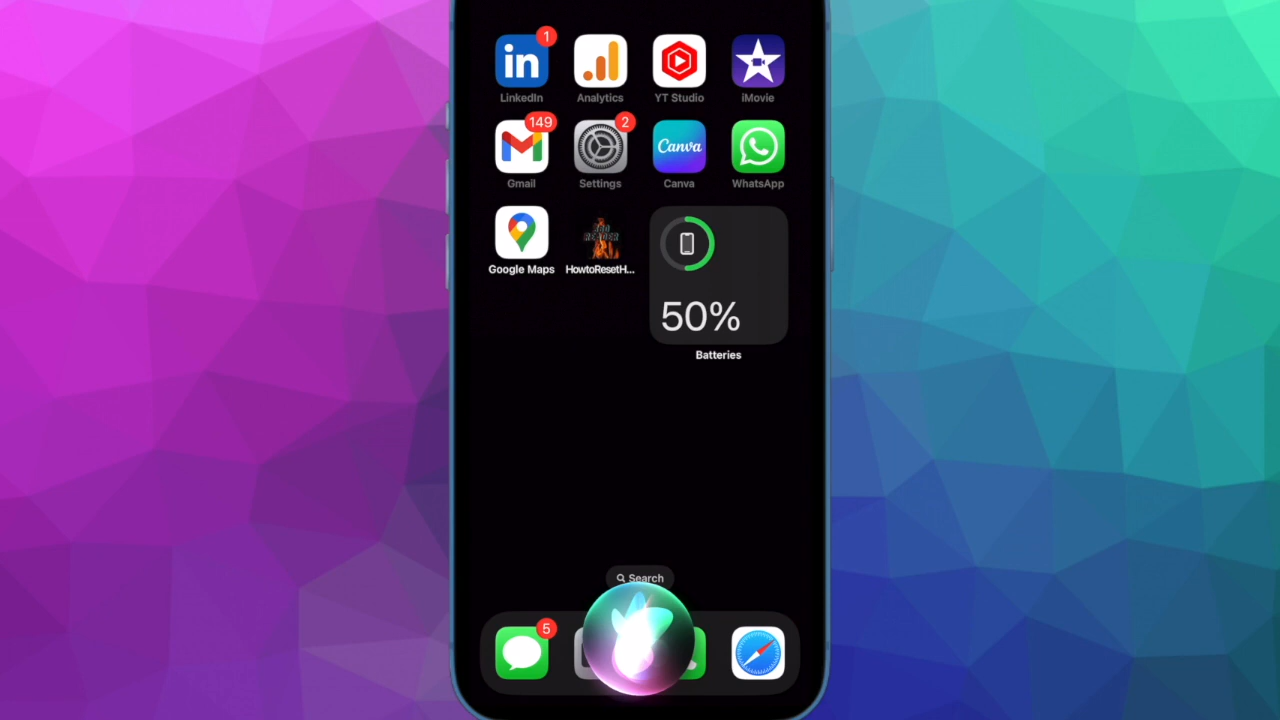 1
in
LinkedIn
Analytics
YT Studio
iMovie
149
2
Canva
Gmail
Settings
Canva
WhatsApp
Google Maps
HowtoResetH...
50%
Batteries
Search
5